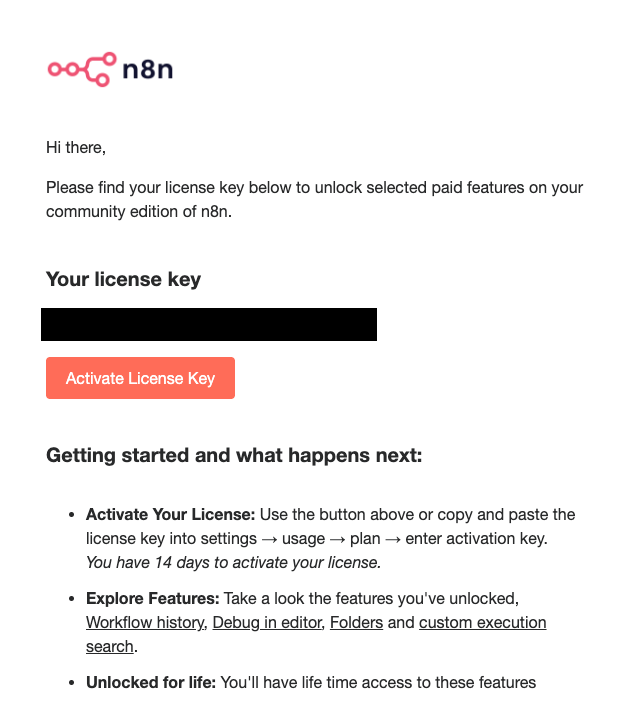 n8n
Hi there,
Please find your license key below to unlock selected paid features on your
community edition of n8n.
Your license key
Activate License Key
Getting started and what happens next:
• Activate Your License: Use the button above or copy and paste the
license key into settings → usage → plan → enter activation key.
You have 14 days to activate your license.
• Explore Features: Take a look the features you've unlocked,
Workflow history, Debug in editor, Folders and custom execution
search.
• Unlocked for life: You'll have life time access to these features